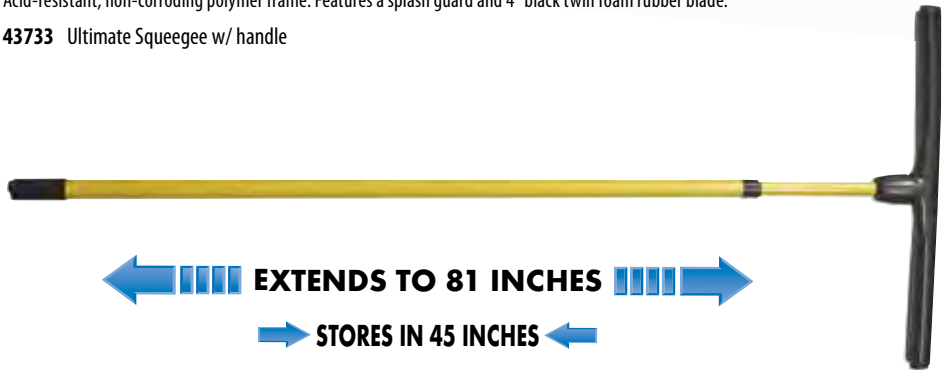 Acid-resistant, non-corroding polymer frame. Features a splash guard and 4" black twin foam rubber blade.
43733 Ultimate Squeegee w/ handle
EXTENDS TO 81 INCHES
STORES IN 45 INCHES